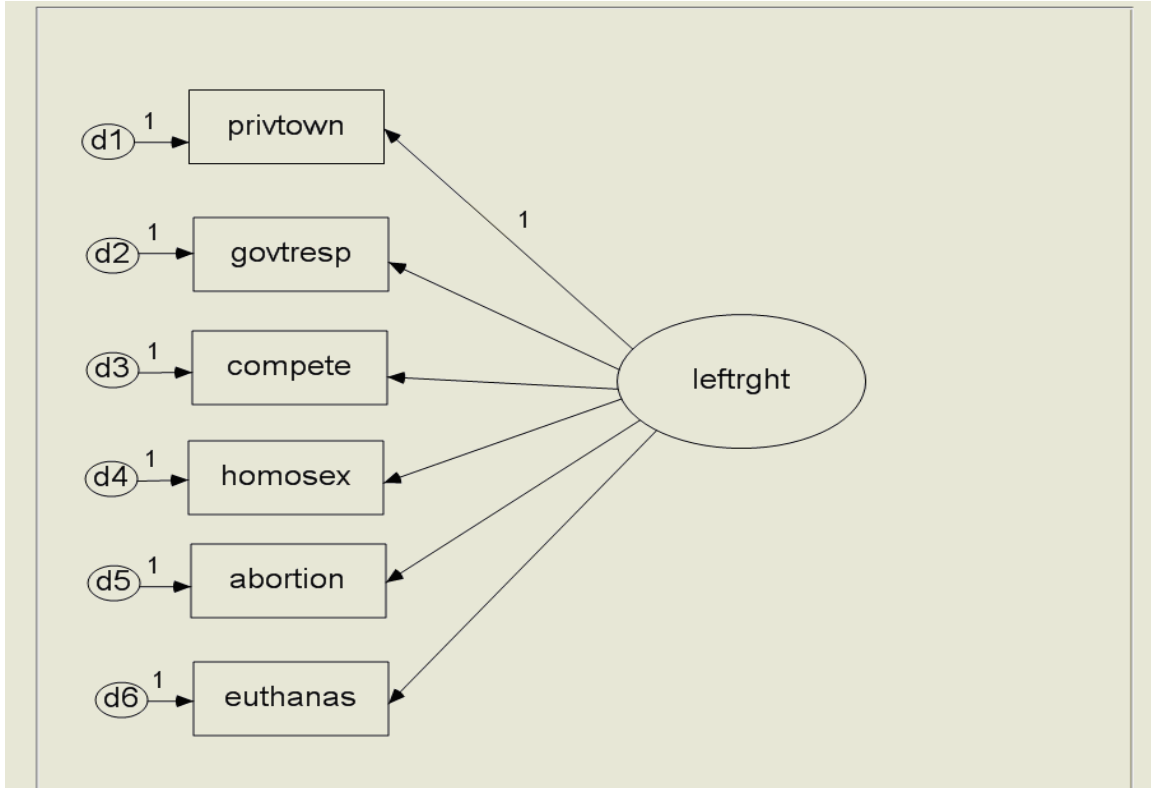 1
d1
privtown
1
1
d2
govtresp
1
d3
compete
leftrght
1
d4
homosex
1
d5
abortion
1
d6
euthanas